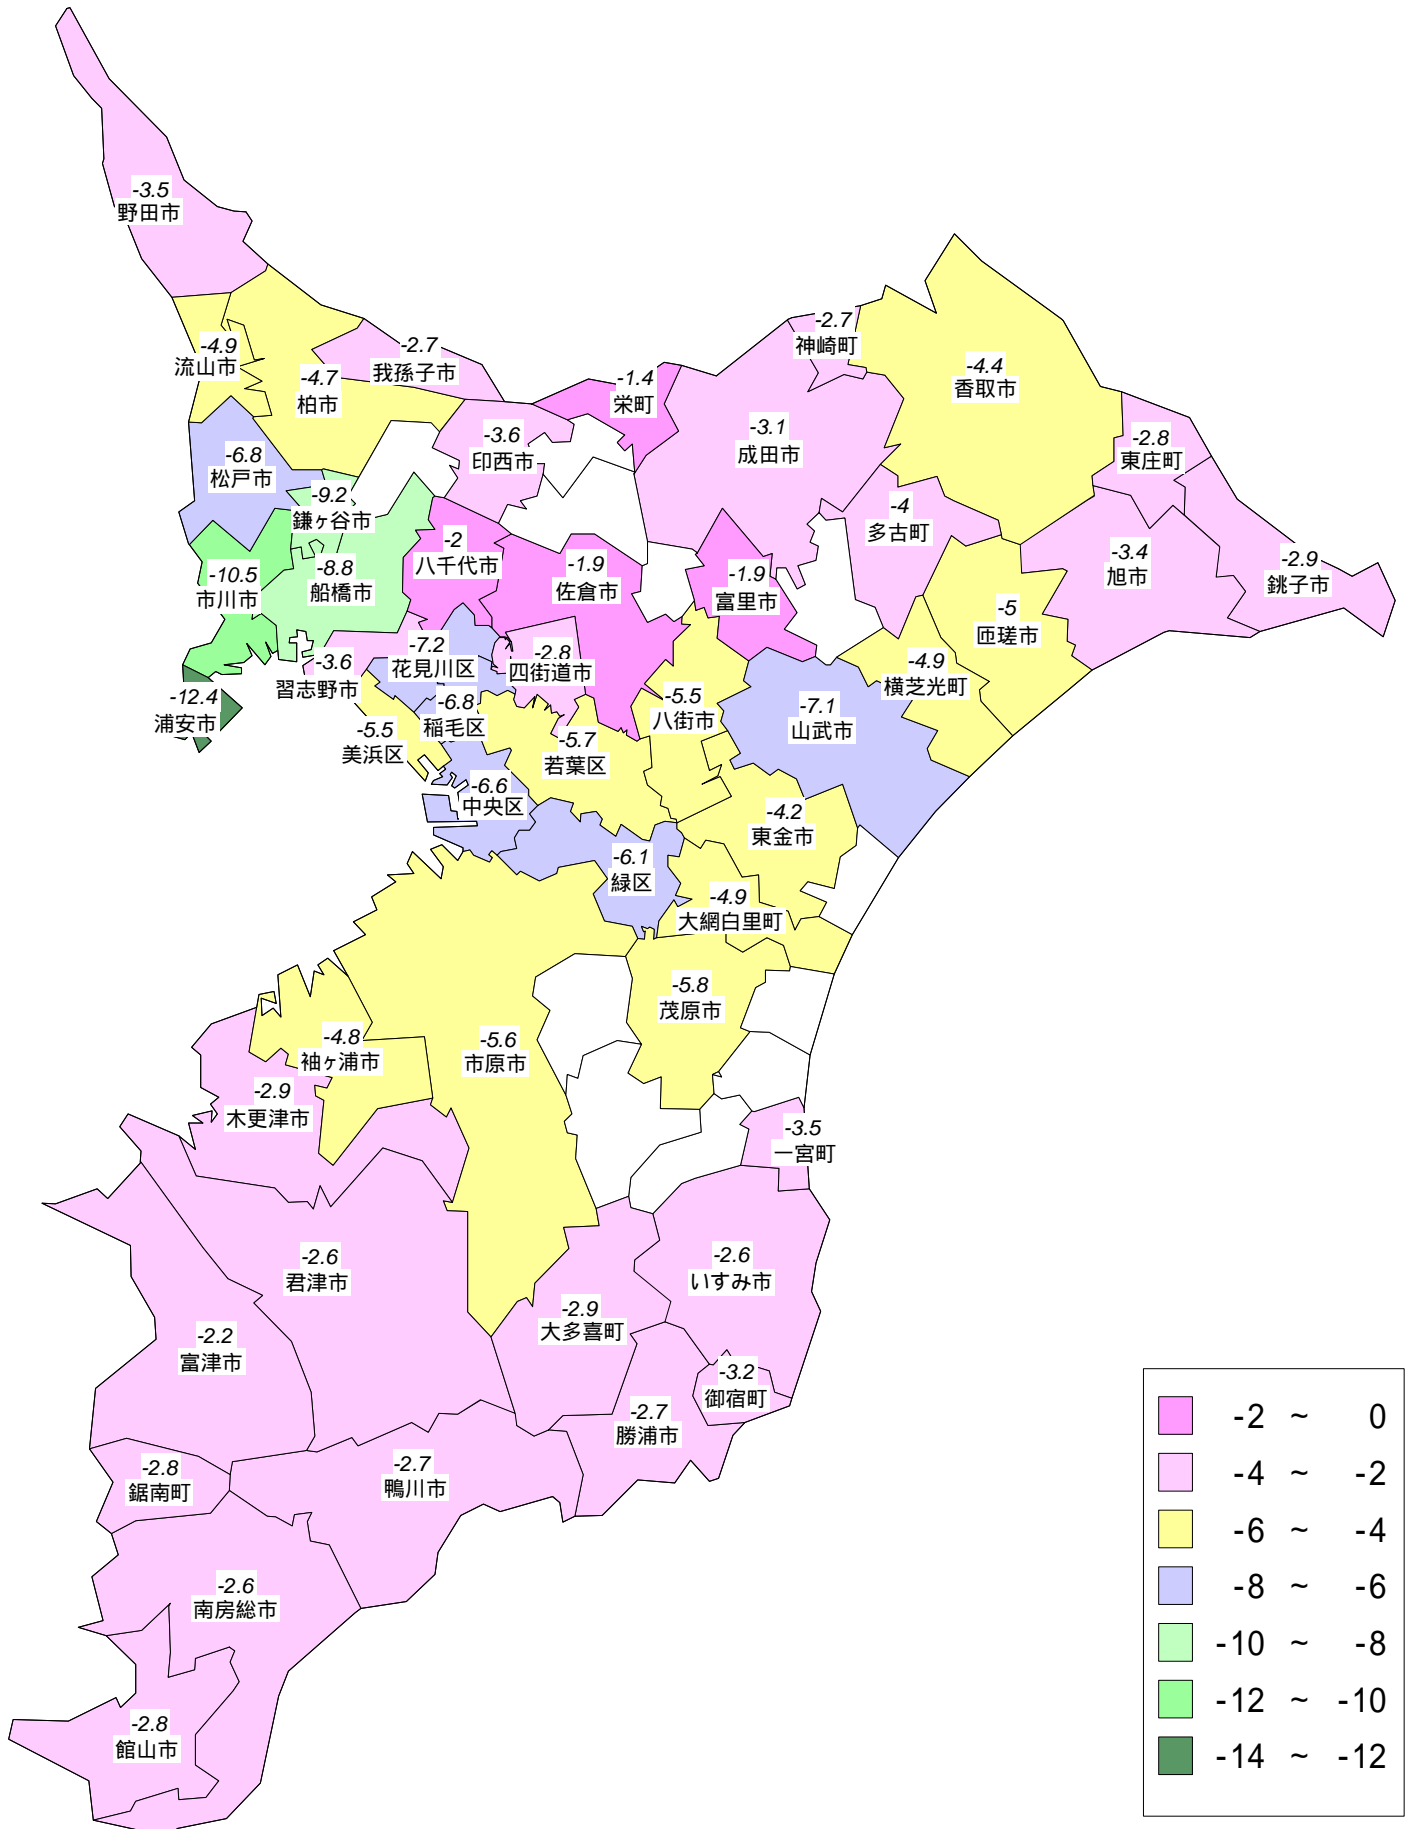 -3.5
野田市
-2.7
神崎町
-4.9
流山市
-2.7
我孫子市
-4.7
柏市
-1.4
栄町
-4.4
香取市
-3.1
成田市
-3.6
印西市
-6.8
松戸市
-2.8
東庄町
-9.2
鎌ヶ谷市
-4
多古町
-2
八千代市
-1.9
佐倉市
-1.9
富里市
-3.4
旭市
-2.9
銚子市
-10.5
市川市
-8.8
船橋市
-5
匝瑳市
-7.2
花見川区
-2.8
四街道市
-3.6
習志野市
-4.9
横芝光町
-12.4
浦安市
-6.8
稲毛区
-5.5
八街市
-7.1
山武市
-5.5
美浜区
-5.7
若葉区
-6.6
中央区
-4.2
東金市
-6.1
緑区
-4.9
大網白里町
-5.8
茂原市
-4.8
袖ヶ浦市
-5.6
市原市
-2.9
木更津市
-3.5
一宮町
-2.6
君津市
-2.6
いすみ市
-2.9
大多喜町
-2.2
富津市
-3.2
御宿町
-2.7
勝浦市
-2.8
鋸南町
-2.7
鴨川市
-2.6
南房総市
-2.8
館山市
-2 ~ 0
-4 ~ -2
-6 ~ -4
-8 ~ -6
-10 ~ -8
-12 ~ -10
-14 ~ -12